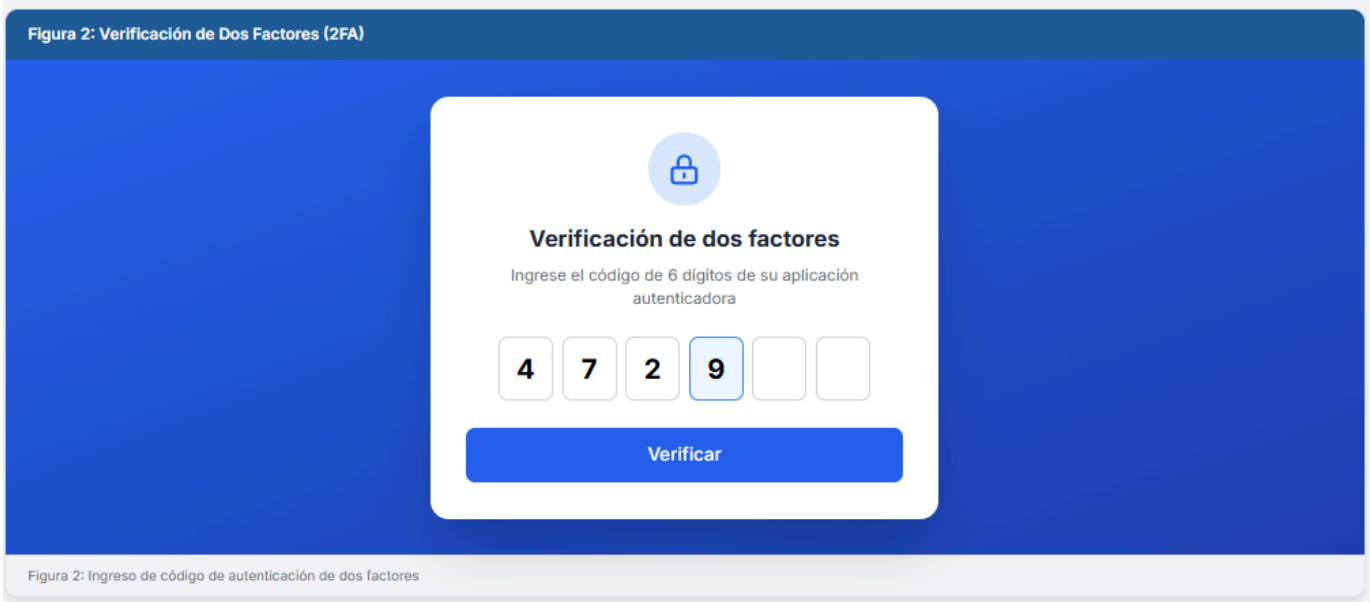 Figura 2: Verificación de Dos Factores (2FA)
Verificación de dos factores
Ingrese el código de 6 dígitos de su aplicación
autenticadora
4 7 2 9
Verificar
Figura 2: Ingreso de código de autenticación de dos factores